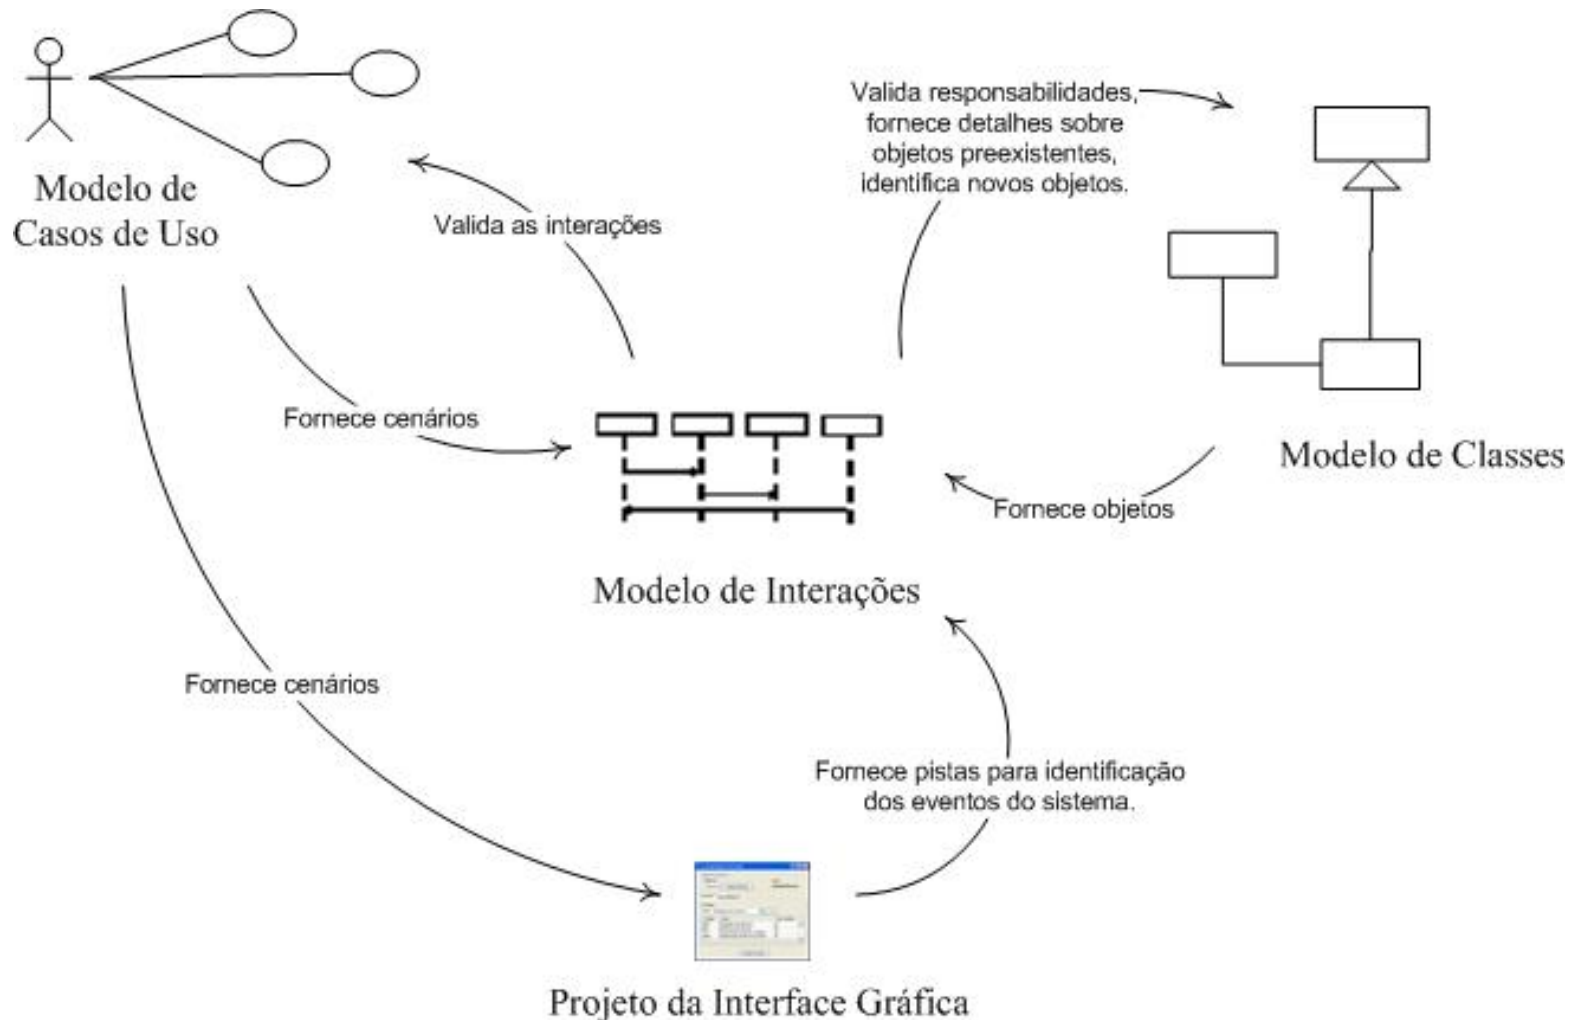 Modelo de
Casos de Uso
Valida as interações
Valida responsabilidades,
fornece detalhes sobre
objetos preexistentes,
identifica novos objetos.
Fornece cenários
Modelo de Classes
Fornece objetos
Modelo de Interações
Fornece cenários
Fornece pistas para identificação
dos eventos do sistema.
Projeto da Interface Gráfica